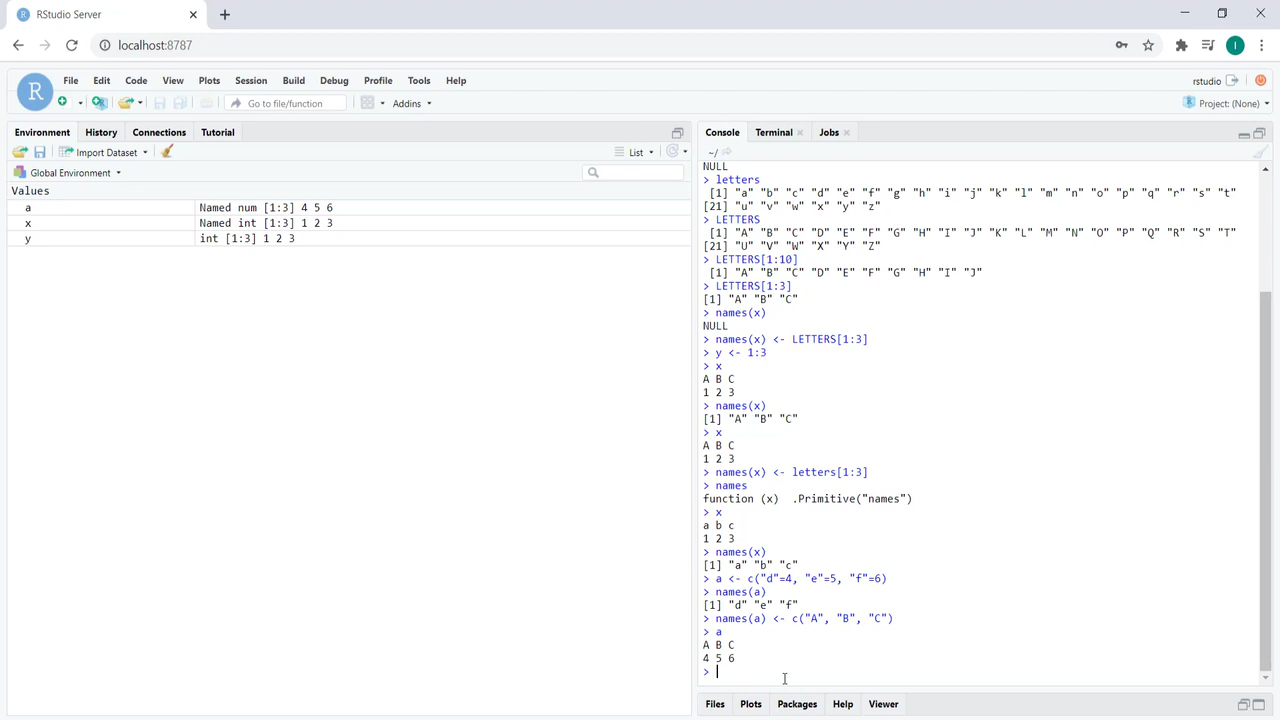 RStudio Server
localhost:8787
I
R
File Edit Code View Plots Session Build Debug Profile Tools Help
rstudio
Go to file/function
Addins
Project: (None)
Environment History Connections Tutorial
Import Dataset
List
Global Environment
Values
a Named num [1:3] 4 5 6
x Named int [1:3] 1 2 3
y int [1:3] 1 2 3
Console Terminal Jobs
~/
NULL
> letters
[1] "a" "b" "c" "d" "e" "f" "g" "h" "i" "j" "k" "l" "m" "n" "o" "p" "q" "r" "s" "t"
[21] "u" "v" "w" "x" "y" "z"
> LETTERS
[1] "A" "B" "C" "D" "E" "F" "G" "H" "I" "J" "K" "L" "M" "N" "O" "P" "Q" "R" "S" "T"
[21] "U" "V" "W" "X" "Y" "Z"
> LETTERS[1:10]
[1] "A" "B" "C" "D" "E" "F" "G" "H" "I" "J"
> LETTERS[1:3]
[1] "A" "B" "C"
> names(x)
NULL
> names(x) <- LETTERS[1:3]
> y <- 1:3
> x
A B C
1 2 3
> names(x)
[1] "A" "B" "C"
> x
A B C
1 2 3
> names(x) <- letters[1:3]
> names
function (x) .Primitive("names")
> x
a b c
1 2 3
> names(x)
[1] "a" "b" "c"
> a <- c("d"=4, "e"=5, "f"=6)
> names(a)
[1] "d" "e" "f"
> names(a) <- c("A", "B", "C")
> a
A B C
4 5 6
>
Files Plots Packages Help Viewer